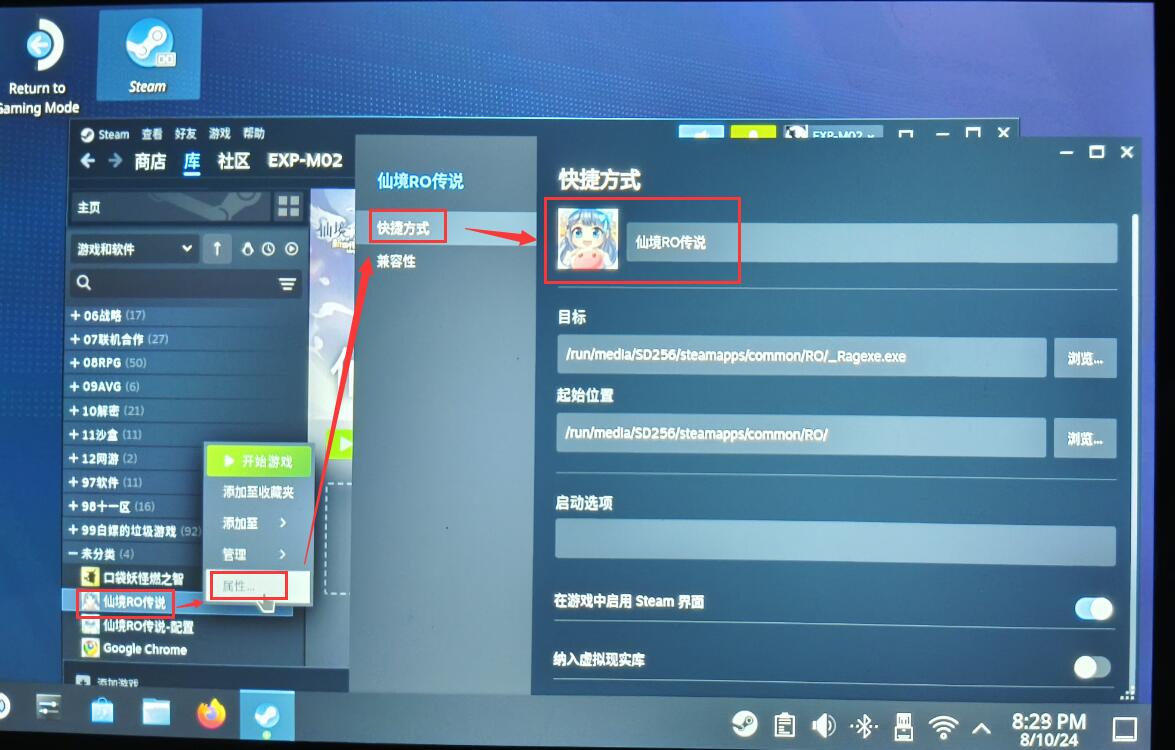 Return to
Gaming Mode
Steam
Steam 查看 好友 游戏 帮助
EXP-M02
商店 库 社区 EXP-M02
主页
游戏和软件
+ 06战略 (17)
+ 07联机合作 (27)
+ 08RPG (50)
+ 09AVG (6)
+ 10解密 (21)
+ 11沙盒 (11)
+ 12网游 (2)
+ 97软件 (11)
+ 98十一区 (16)
+ 99白嫖的垃圾游戏 (92)
− 未分类 (4)
口袋妖怪燃之智
仙境RO传说
仙境RO传说-配置
Google Chrome
添加游戏
仙境
开始游戏
添加至收藏夹
添加至
管理
属性...
仙境RO传说
快捷方式
兼容性
快捷方式
仙境RO传说
目标
/run/media/SD256/steamapps/common/RO/_Ragexe.exe
浏览...
起始位置
/run/media/SD256/steamapps/common/RO/
浏览...
启动选项
在游戏中启用 Steam 界面
纳入虚拟现实库
8:29 PM
8/10/24